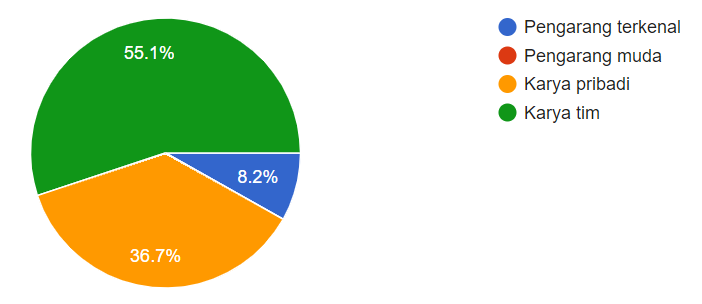 55.1%
8.2%
36.7%
Pengarang terkenal
Pengarang muda
Karya pribadi
Karya tim